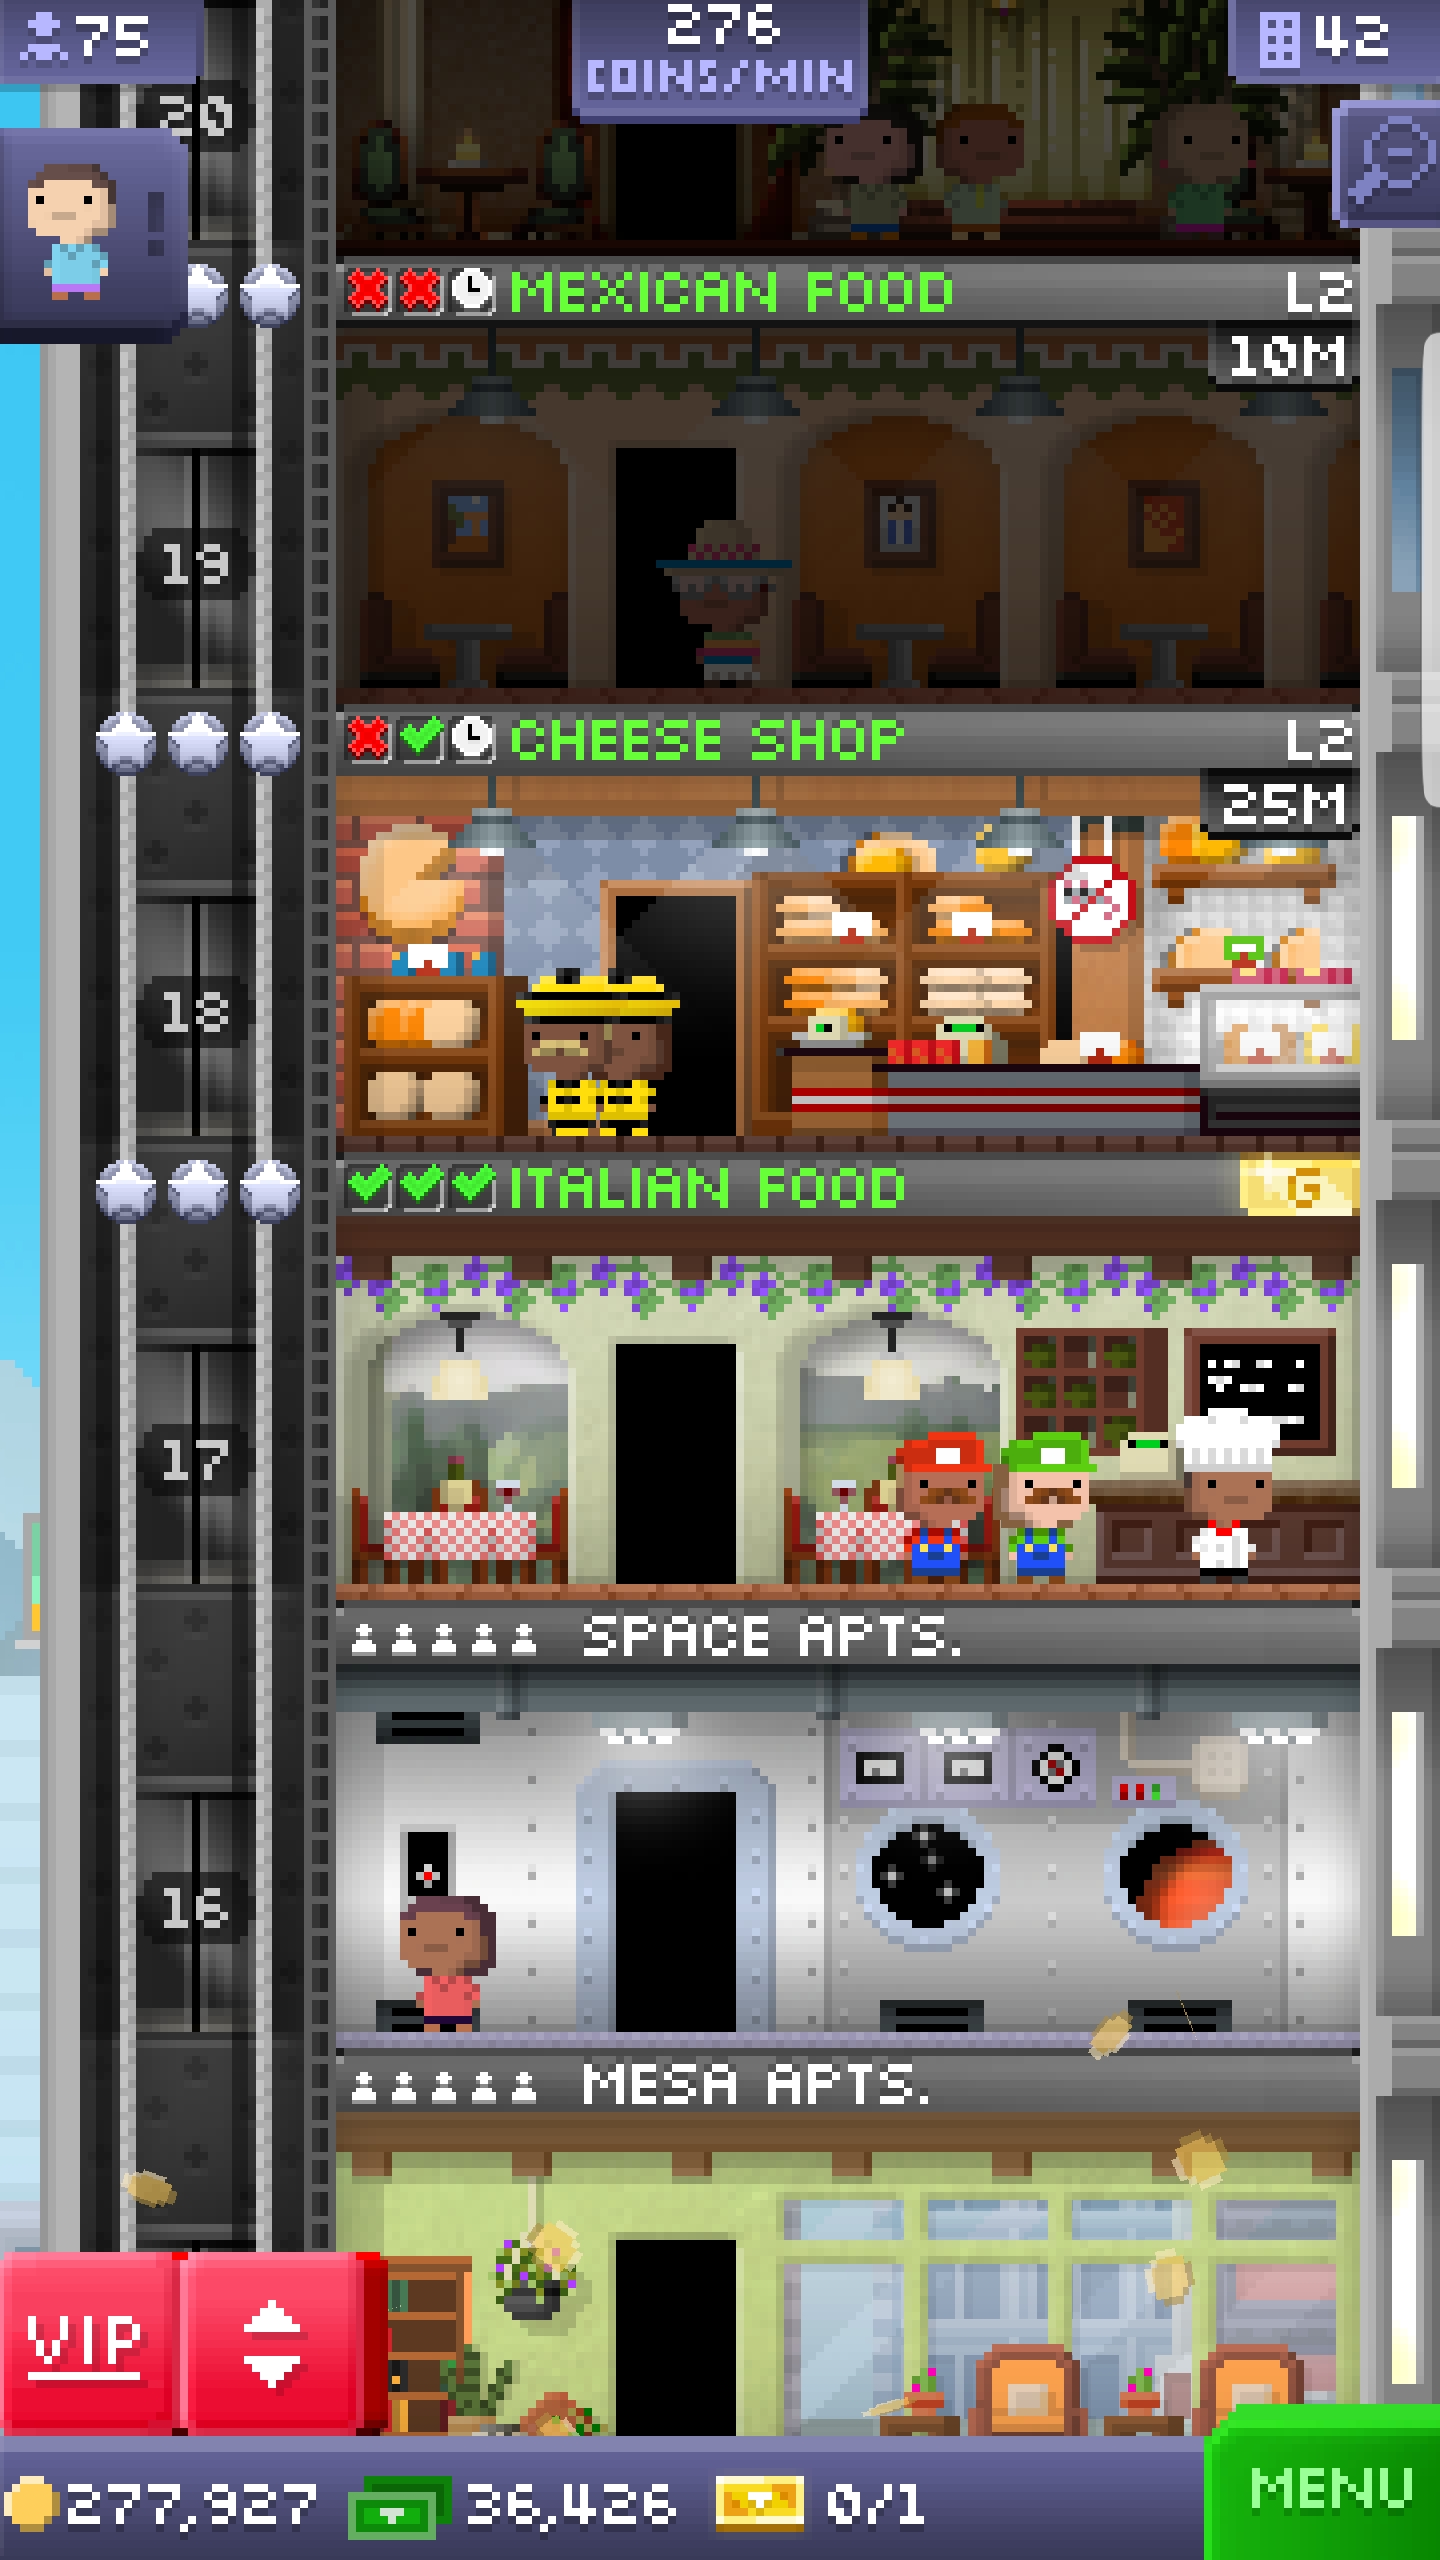 75
276
COINS/MIN
42
20
MEXICAN FOOD L2
10M
19
CHEESE SHOP L2
25M
18
ITALIAN FOOD G
17
SPACE APTS.
16
MESA APTS.
VIP
277,927 36,426 0/1 MENU